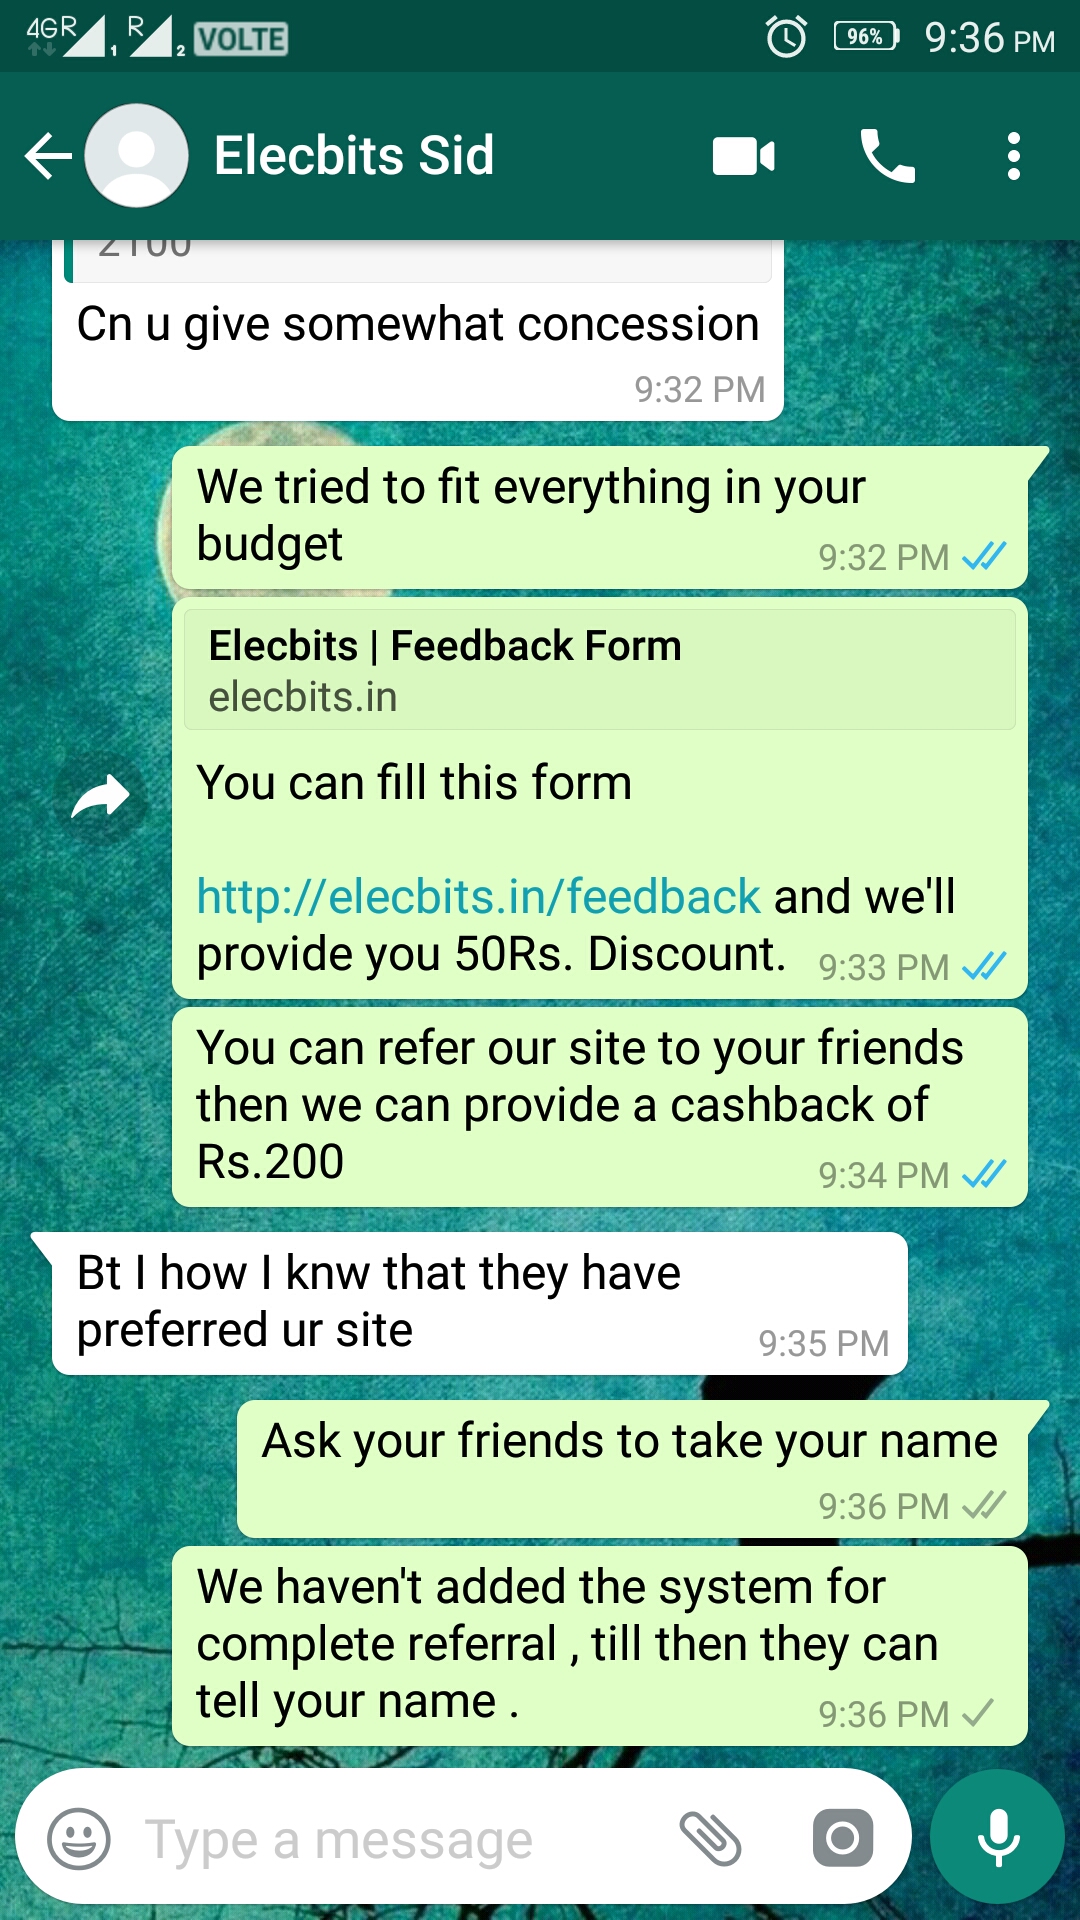 4G R 1 R 2 VOLTE 96% 9:36 PM
Elecbits Sid
2100
Cn u give somewhat concession
9:32 PM
We tried to fit everything in your
budget 9:32 PM
Elecbits | Feedback Form
elecbits.in
You can fill this form
http://elecbits.in/feedback and we'll
provide you 50Rs. Discount. 9:33 PM
You can refer our site to your friends
then we can provide a cashback of
Rs.200 9:34 PM
Bt I how I knw that they have
preferred ur site 9:35 PM
Ask your friends to take your name
9:36 PM
We haven't added the system for
complete referral , till then they can
tell your name . 9:36 PM
Type a message